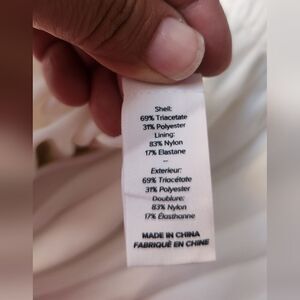 Shell:
69% Triacetate
31% Polyester
Lining:
83% Nylon
17% Elastane
--
Exterieur:
69% Triacétate
31% Polyester
Doublure:
83% Nylon
17% Élasthanne
MADE IN CHINA
FABRIQUÉ EN CHINE